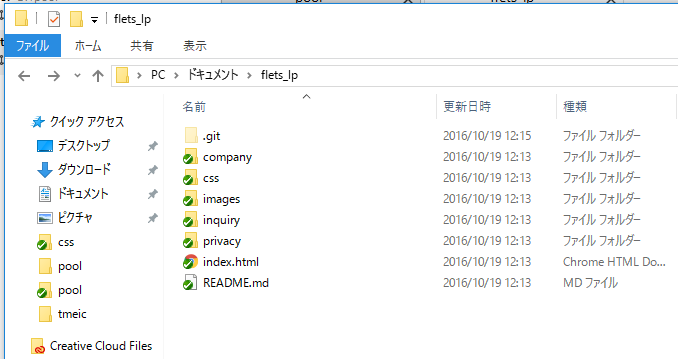 pool flets_lp
flets_lp
ファイル ホーム 共有 表示
PC ドキュメント flets_lp
名前 更新日時 種類
クイック アクセス
デスクトップ
ダウンロード
ドキュメント
ピクチャ
css
pool
pool
tmeic
Creative Cloud Files
.git 2016/10/19 12:15 ファイル フォルダー
company 2016/10/19 12:13 ファイル フォルダー
css 2016/10/19 12:13 ファイル フォルダー
images 2016/10/19 12:13 ファイル フォルダー
inquiry 2016/10/19 12:13 ファイル フォルダー
privacy 2016/10/19 12:13 ファイル フォルダー
index.html 2016/10/19 12:13 Chrome HTML Do...
README.md 2016/10/19 12:13 MD ファイル